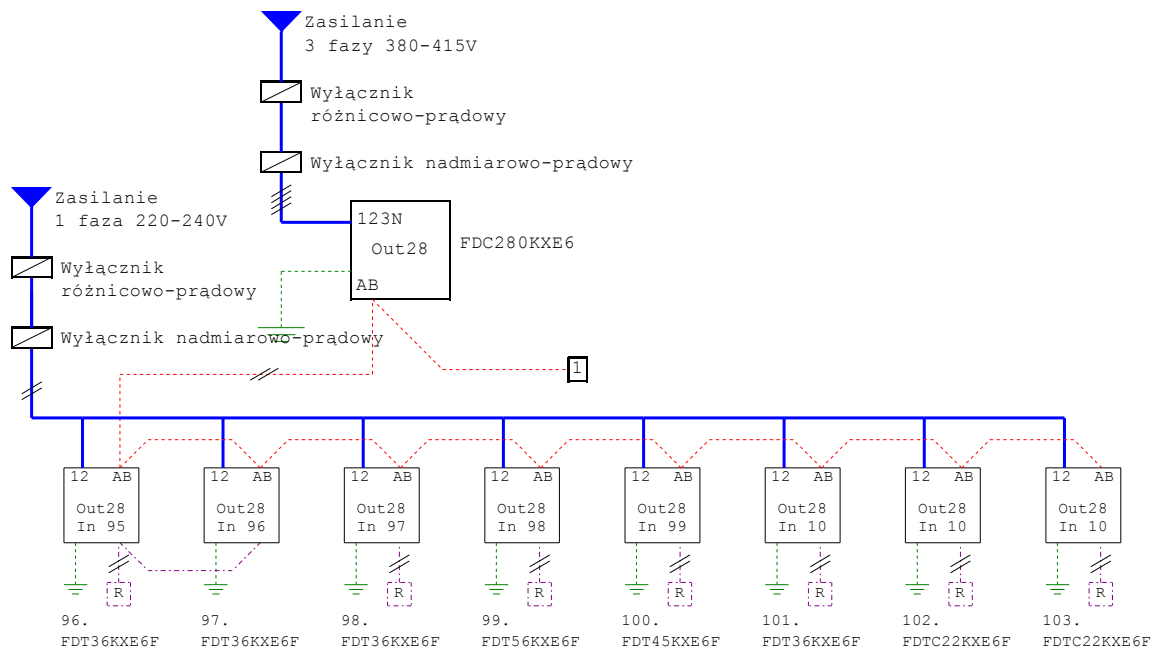 Zasilanie
3 fazy 380-415V
Wyłącznik
różnicowo-prądowy
Wyłącznik nadmiarowo-prądowy
Zasilanie
1 faza 220-240V
123N
Out28
AB
FDC280KXE6
Wyłącznik
różnicowo-prądowy
Wyłącznik nadmiarowo-prądowy
1
12 AB
Out28
In 95
12 AB
Out28
In 96
12 AB
Out28
In 97
12 AB
Out28
In 98
12 AB
Out28
In 99
12 AB
Out28
In 10
12 AB
Out28
In 10
12 AB
Out28
In 10
R
R
R
R
R
R
R
96.
FDT36KXE6F
97.
FDT36KXE6F
98.
FDT36KXE6F
99.
FDT56KXE6F
100.
FDT45KXE6F
101.
FDT36KXE6F
102.
FDTC22KXE6F
103.
FDTC22KXE6F